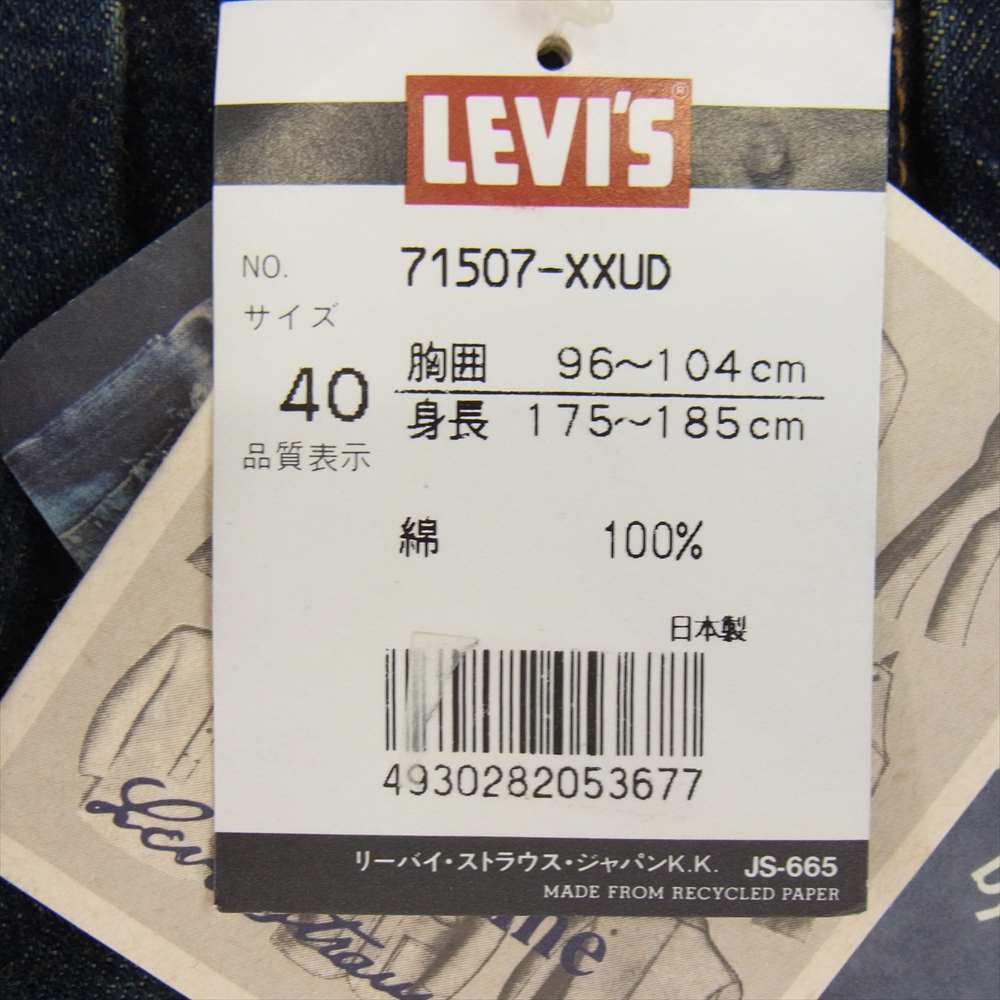 LEVI'S®
NO. 71507-XXUD
サイズ
40
胸囲 96～104cm
身長 175～185cm
品質表示
綿 100%
日本製
4930282053677
リーバイ・ストラウス・ジャパンK.K. JS-665
MADE FROM RECYCLED PAPER